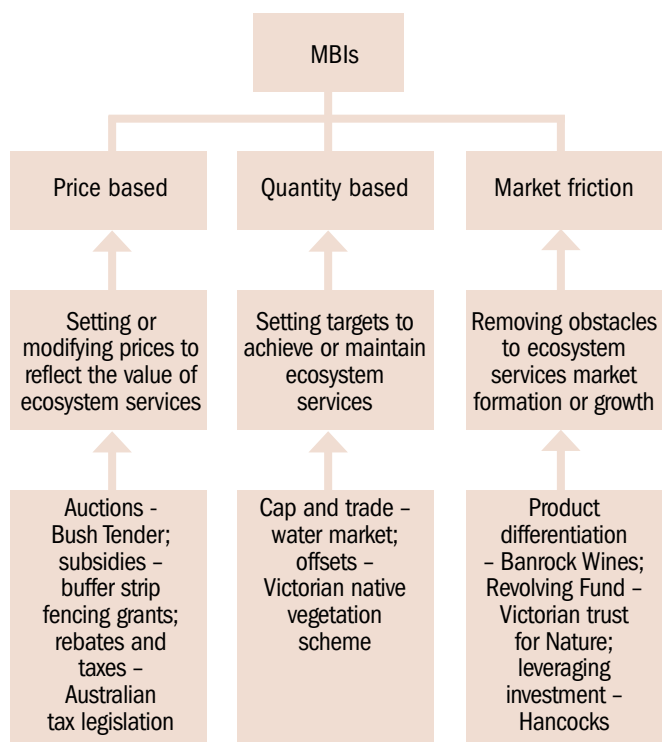 MBIs
Price based
Quantity based
Market friction
Setting or
modifying prices to
reflect the value of
ecosystem services
Setting targets to
achieve or maintain
ecosystem
services
Removing obstacles
to ecosystem
services market
formation or growth
Auctions -
Bush Tender;
subsidies –
buffer strip
fencing grants;
rebates and
taxes –
Australian
tax legislation
Cap and trade –
water market;
offsets –
Victorian native
vegetation
scheme
Product
differentiation
– Banrock Wines;
Revolving Fund –
Victorian trust
for Nature;
leveraging
investment –
Hancocks